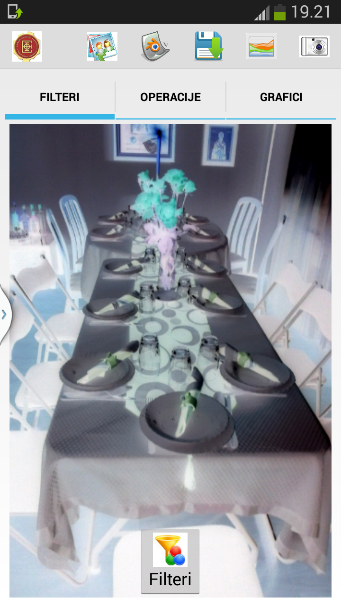 19.21
FILTERI
OPERACIJE
GRAFICI
Filteri